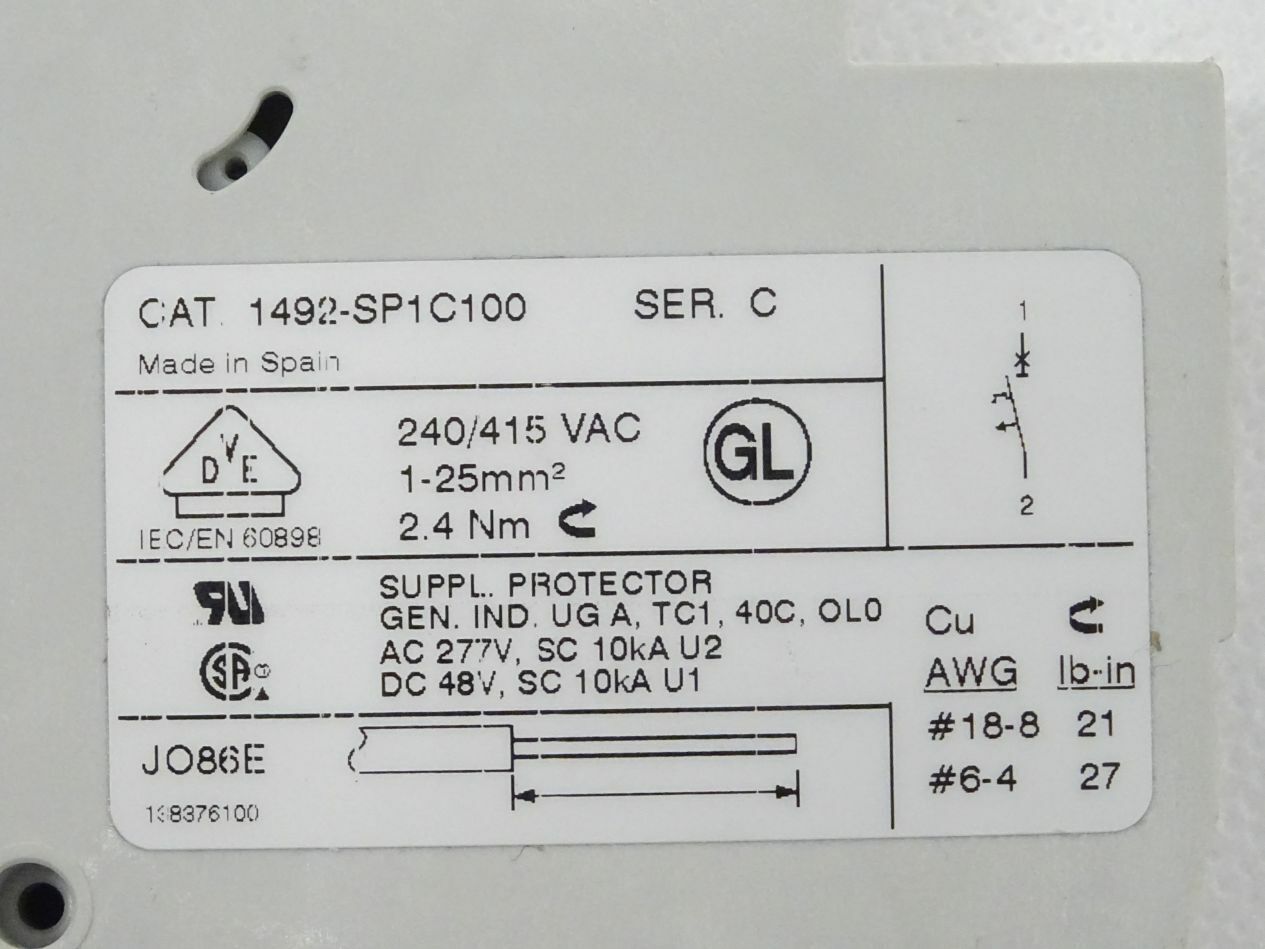 CAT. 1492-SP1C100 SER. C
Made in Spain
1
2
DVE
IEC/EN 60898
240/415 VAC
1-25mm²
2.4 Nm
GL
SUPPL. PROTECTOR
GEN. IND. UG A, TC1, 40C, OL0
AC 277V, SC 10kA U2
DC 48V, SC 10kA U1
SA
Cu
AWG lb-in
#18-8 21
#6-4 27
JO86E
138376100